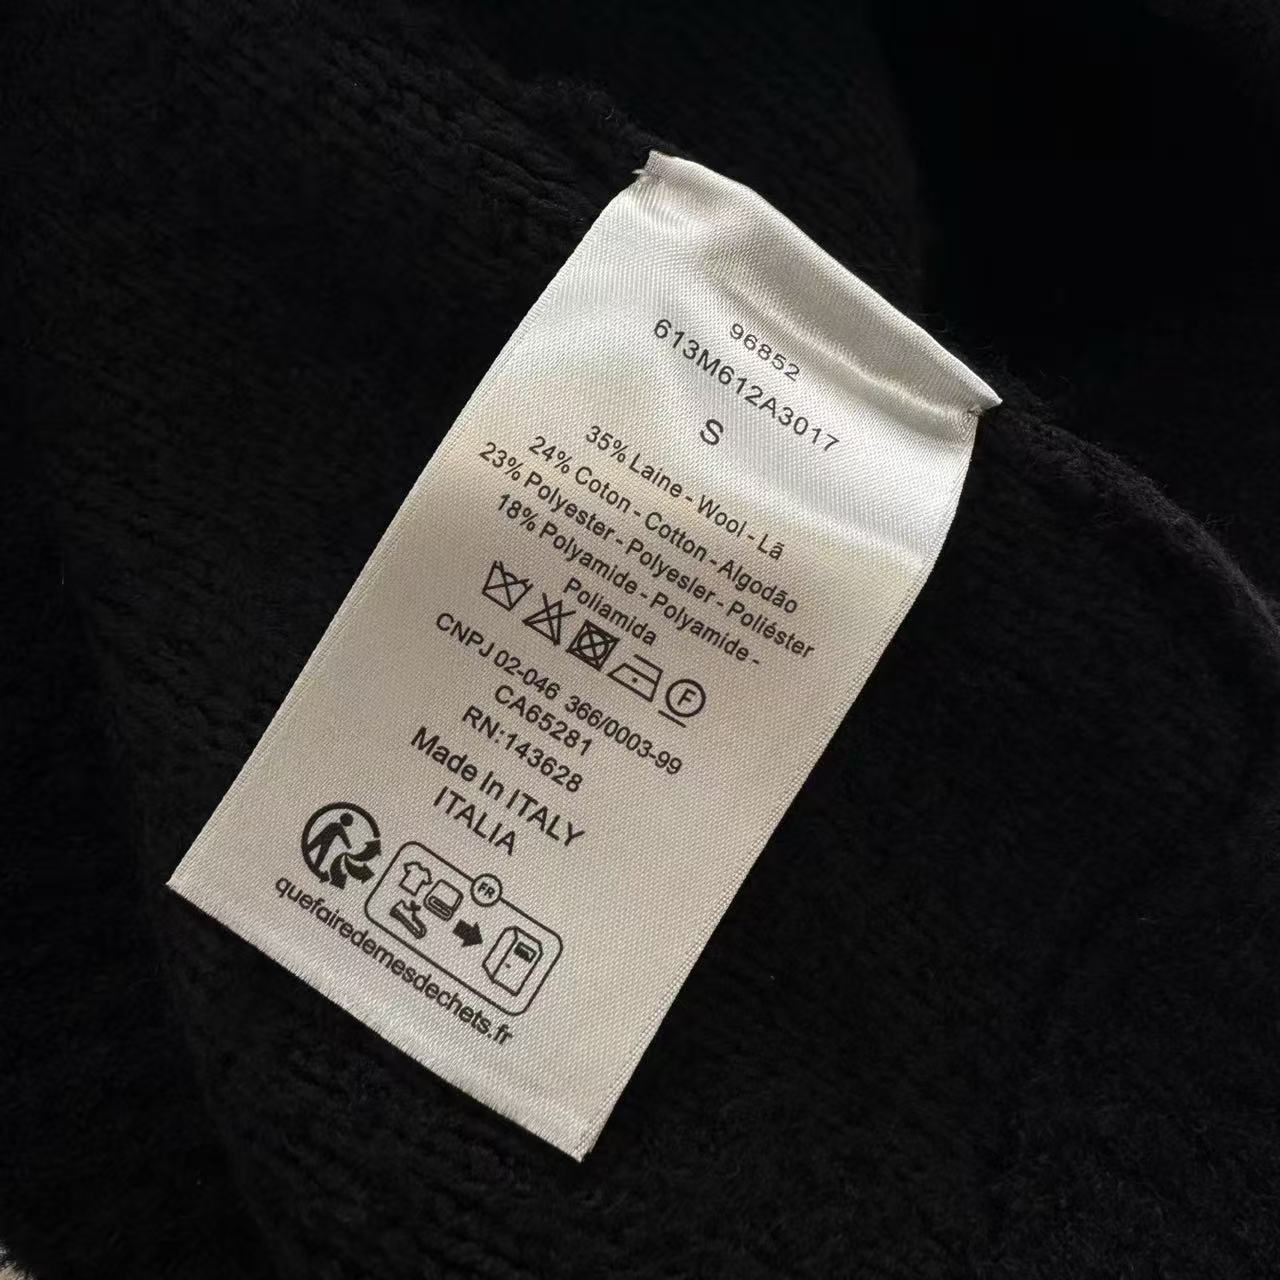 96852
613M612A3017
S
35% Laine - Wool - Lã
24% Coton - Cotton - Algodão
23% Polyester - Polyesler - Poliéster
18% Polyamide - Polyamide -
Poliamida
F
CNPJ 02-046 366/0003-99
CA65281
RN:143628
Made In ITALY
ITALIA
FR
quefairedemesdechets.fr